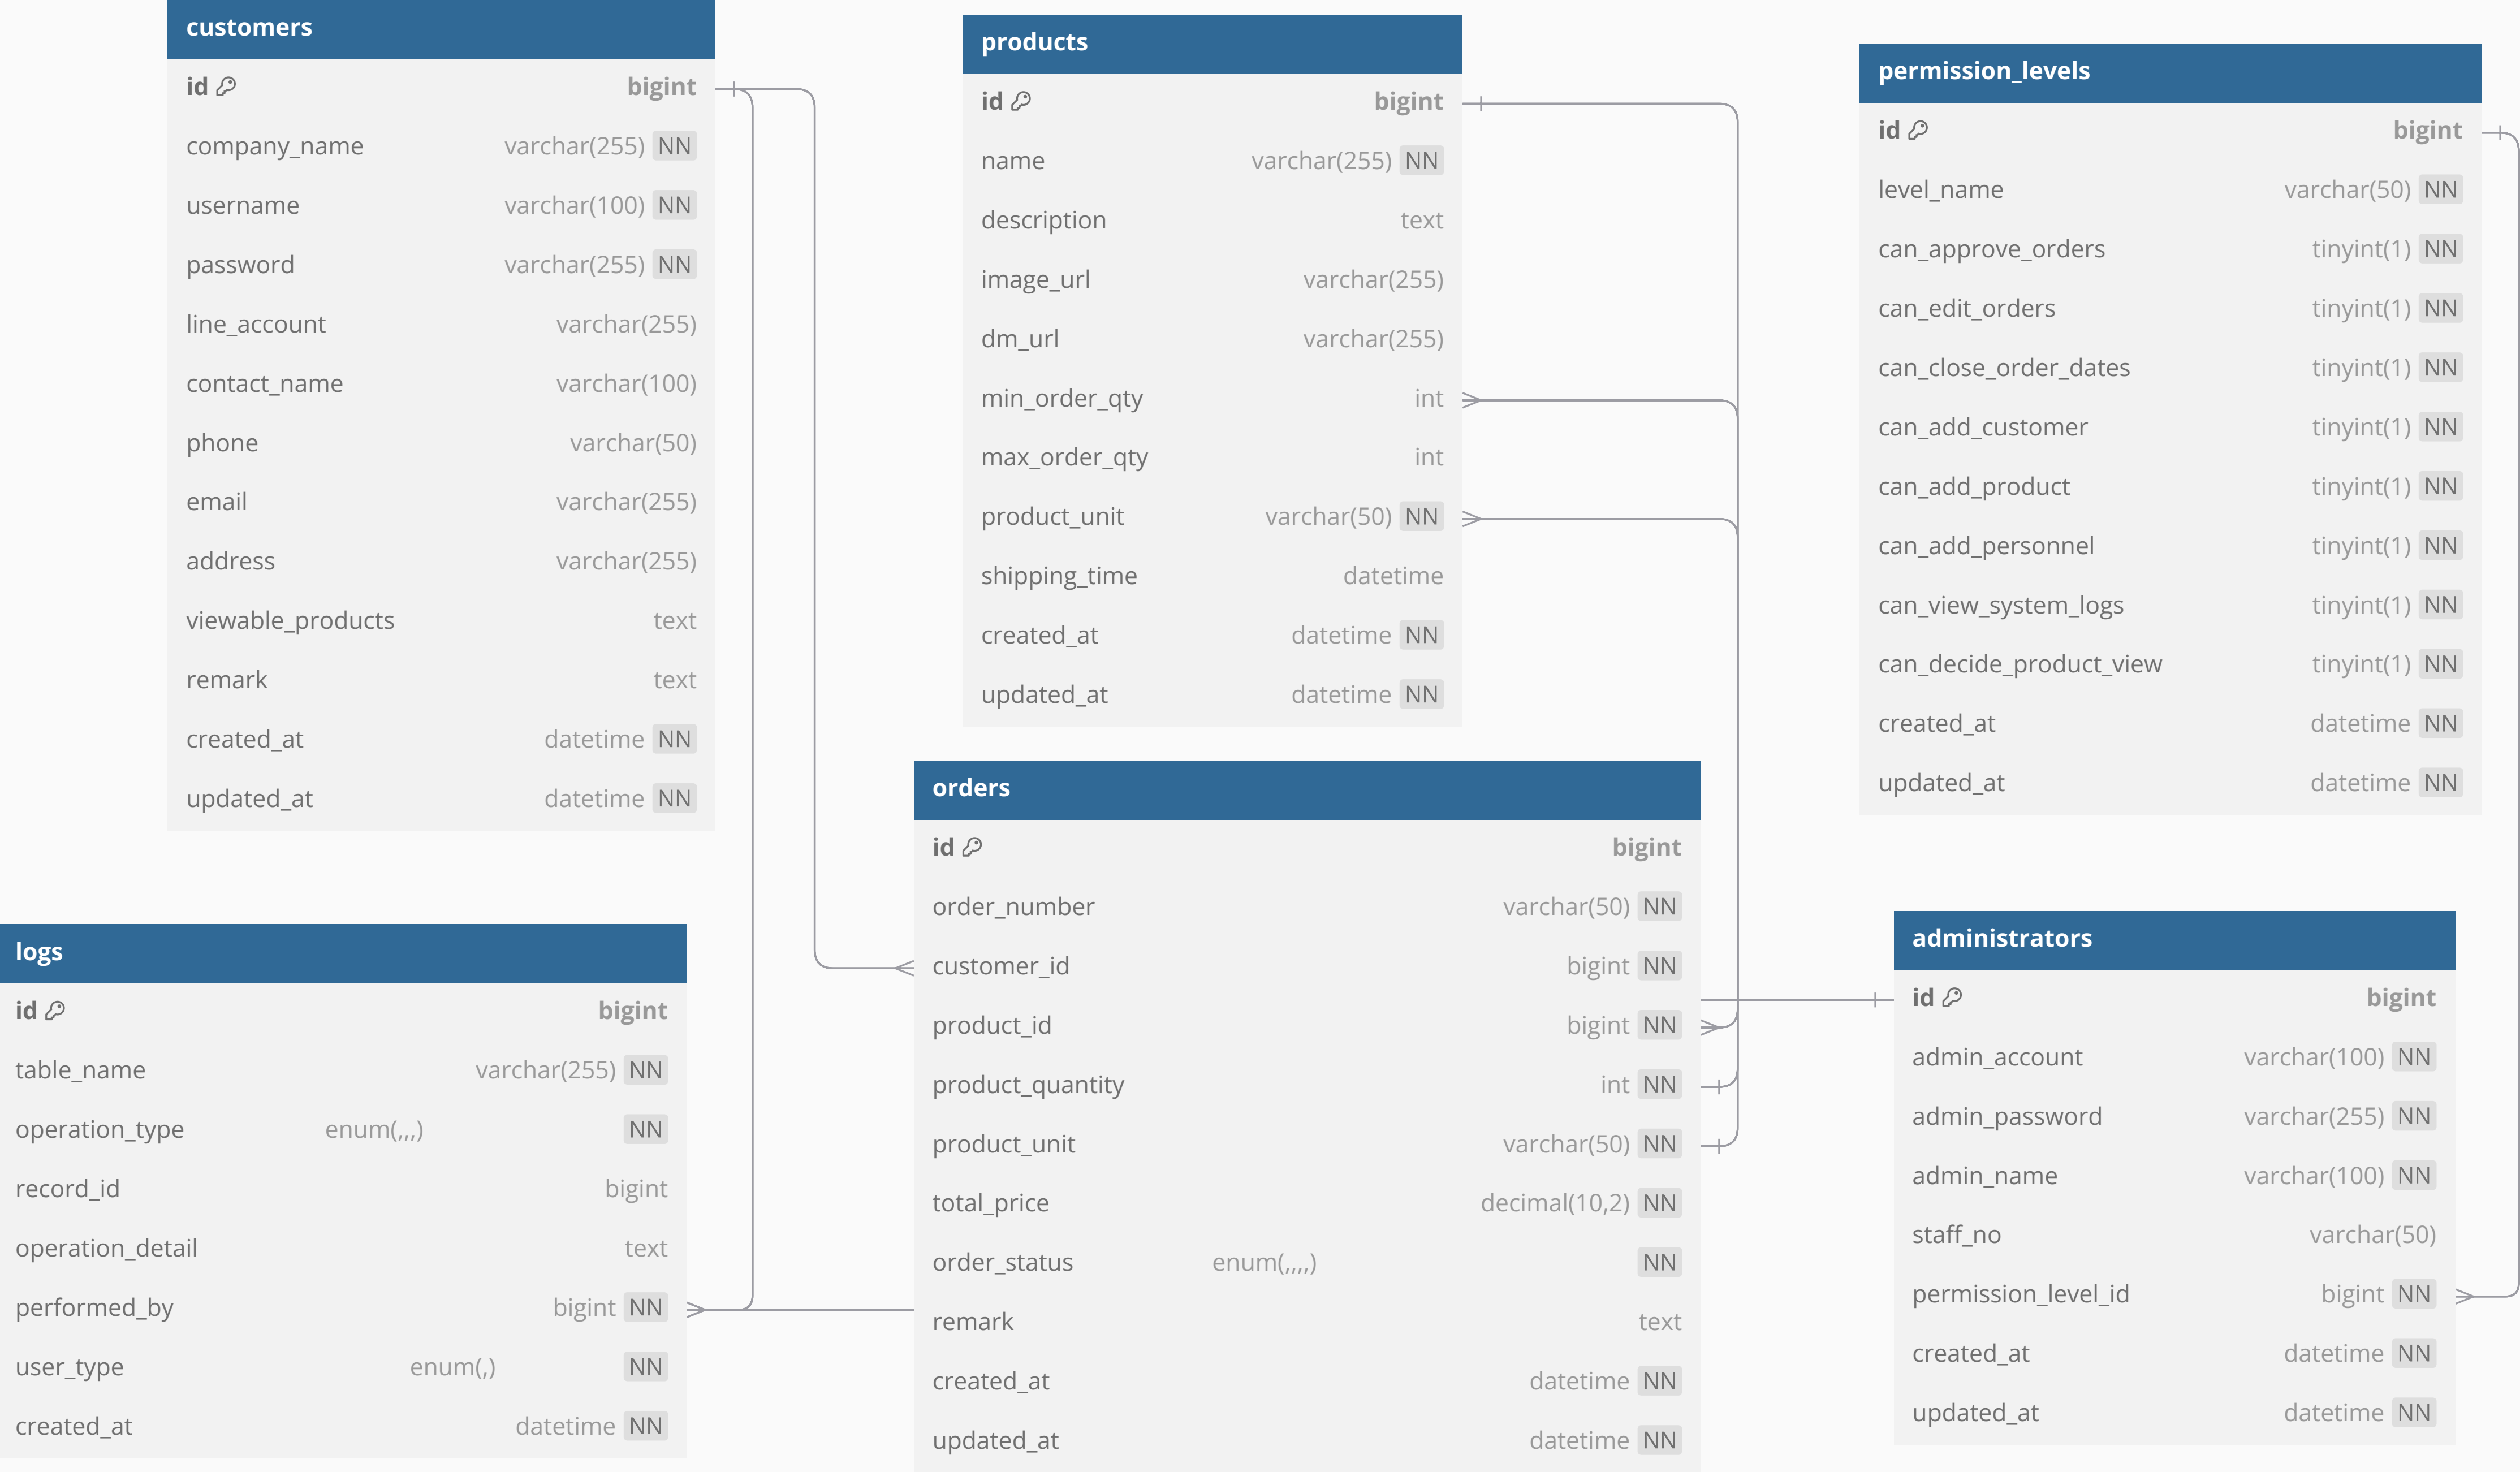 customers
id bigint
company_name varchar(255) NN
username varchar(100) NN
password varchar(255) NN
line_account varchar(255)
contact_name varchar(100)
phone varchar(50)
email varchar(255)
address varchar(255)
viewable_products text
remark text
created_at datetime NN
updated_at datetime NN
products
id bigint
name varchar(255) NN
description text
image_url varchar(255)
dm_url varchar(255)
min_order_qty int
max_order_qty int
product_unit varchar(50) NN
shipping_time datetime
created_at datetime NN
updated_at datetime NN
permission_levels
id bigint
level_name varchar(50) NN
can_approve_orders tinyint(1) NN
can_edit_orders tinyint(1) NN
can_close_order_dates tinyint(1) NN
can_add_customer tinyint(1) NN
can_add_product tinyint(1) NN
can_add_personnel tinyint(1) NN
can_view_system_logs tinyint(1) NN
can_decide_product_view tinyint(1) NN
created_at datetime NN
updated_at datetime NN
logs
id bigint
table_name varchar(255) NN
operation_type enum(,,,) NN
record_id bigint
operation_detail text
performed_by bigint NN
user_type enum(,) NN
created_at datetime NN
orders
id bigint
order_number varchar(50) NN
customer_id bigint NN
product_id bigint NN
product_quantity int NN
product_unit varchar(50) NN
total_price decimal(10,2) NN
order_status enum(,,,,) NN
remark text
created_at datetime NN
updated_at datetime NN
administrators
id bigint
admin_account varchar(100) NN
admin_password varchar(255) NN
admin_name varchar(100) NN
staff_no varchar(50)
permission_level_id bigint NN
created_at datetime NN
updated_at datetime NN